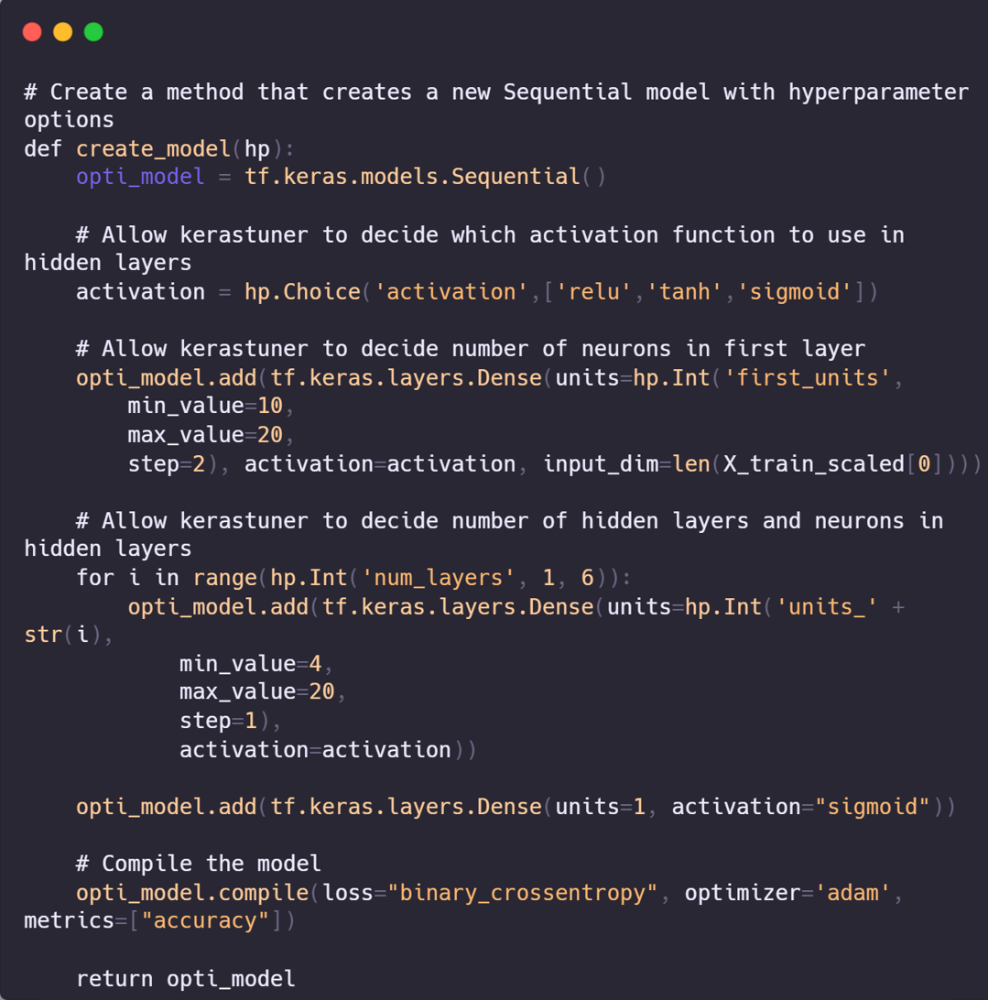 # Create a method that creates a new Sequential model with hyperparameter
options
def create_model(hp):
    opti_model = tf.keras.models.Sequential()

    # Allow kerastuner to decide which activation function to use in
hidden layers
    activation = hp.Choice('activation',['relu','tanh','sigmoid'])

    # Allow kerastuner to decide number of neurons in first layer
    opti_model.add(tf.keras.layers.Dense(units=hp.Int('first_units',
        min_value=10,
        max_value=20,
        step=2), activation=activation, input_dim=len(X_train_scaled[0])))

    # Allow kerastuner to decide number of hidden layers and neurons in
hidden layers
    for i in range(hp.Int('num_layers', 1, 6)):
        opti_model.add(tf.keras.layers.Dense(units=hp.Int('units_' +
str(i),
            min_value=4,
            max_value=20,
            step=1),
            activation=activation))

    opti_model.add(tf.keras.layers.Dense(units=1, activation="sigmoid"))

    # Compile the model
    opti_model.compile(loss="binary_crossentropy", optimizer='adam',
metrics=["accuracy"])

    return opti_model